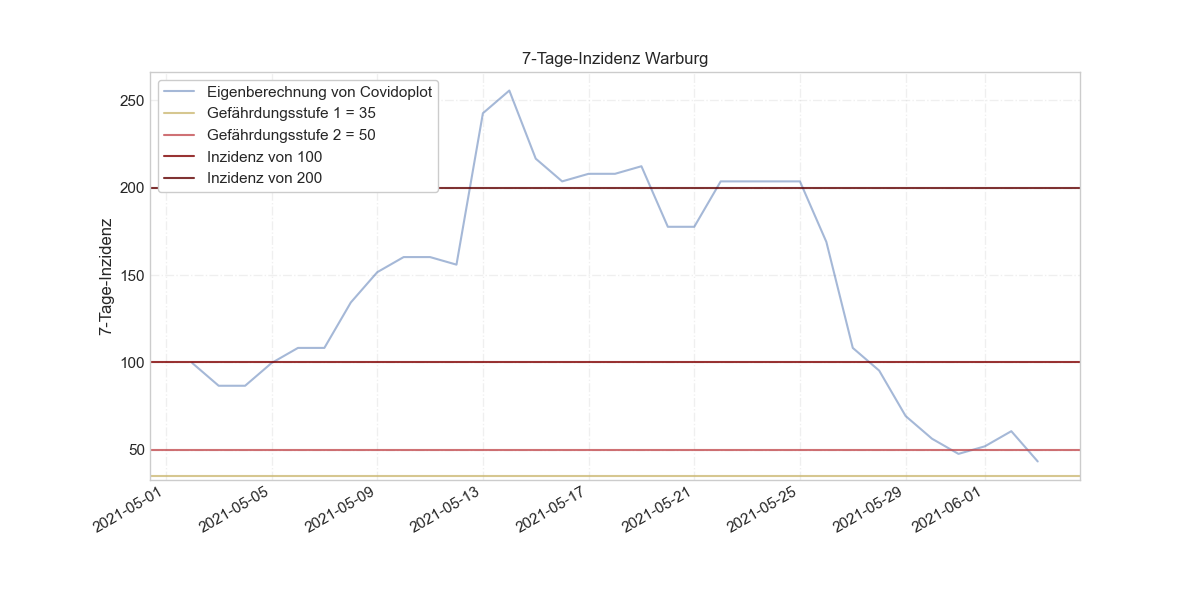 7-Tage-Inzidenz Warburg
Eigenberechnung von Covidoplot
Gefährdungsstufe 1 = 35
Gefährdungsstufe 2 = 50
Inzidenz von 100
Inzidenz von 200
7-Tage-Inzidenz
250
200
150
100
50
2021-05-01
2021-05-05
2021-05-09
2021-05-13
2021-05-17
2021-05-21
2021-05-25
2021-05-29
2021-06-01